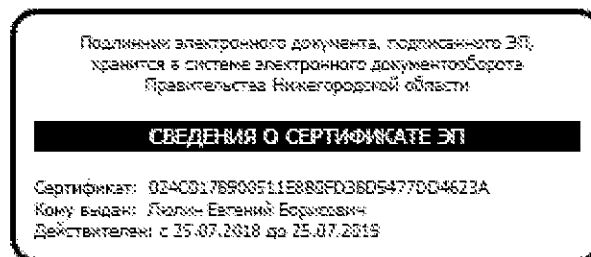 Подлинник электронного документа, подписанного ЭП,
хранится в системе электронного документооборота
Правительства Нижегородской области
СВЕДЕНИЯ О СЕРТИФИКАТЕ ЭП
Сертификат:
Кому выдан: Люлин Евгений Борисович
Действителен: с 25.07.2018 до 25.07.2019